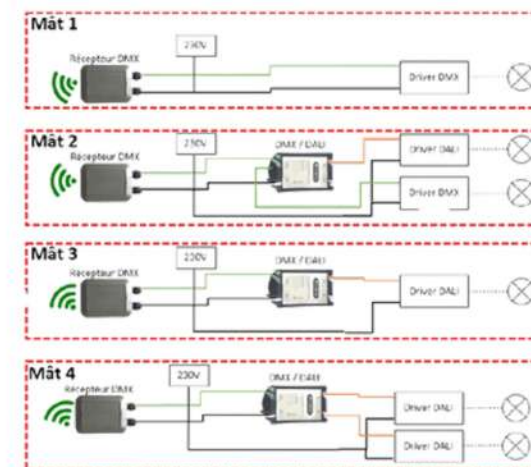 Mât 1
Récepteur DMX
230V
Driver DMX
Mât 2
Récepteur DMX
230V
DMX / DALI
Driver DALI
Driver DMX
Mât 3
Récepteur DMX
230V
DMX / DALI
Driver DALI
Mât 4
Récepteur DMX
230V
DMX / DALI
Driver DALI
Driver DALI